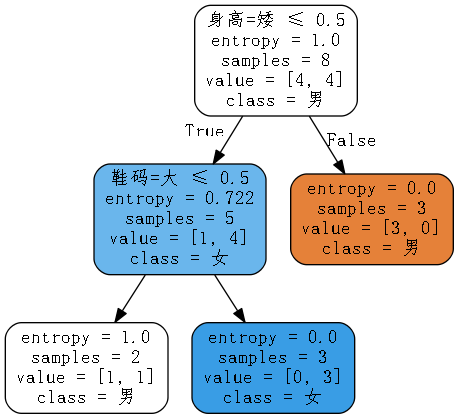 身高=矮 ≤ 0.5
entropy = 1.0
samples = 8
value = [4, 4]
class = 男
True
False
鞋码=大 ≤ 0.5
entropy = 0.722
samples = 5
value = [1, 4]
class = 女
entropy = 0.0
samples = 3
value = [3, 0]
class = 男
entropy = 1.0
samples = 2
value = [1, 1]
class = 男
entropy = 0.0
samples = 3
value = [0, 3]
class = 女